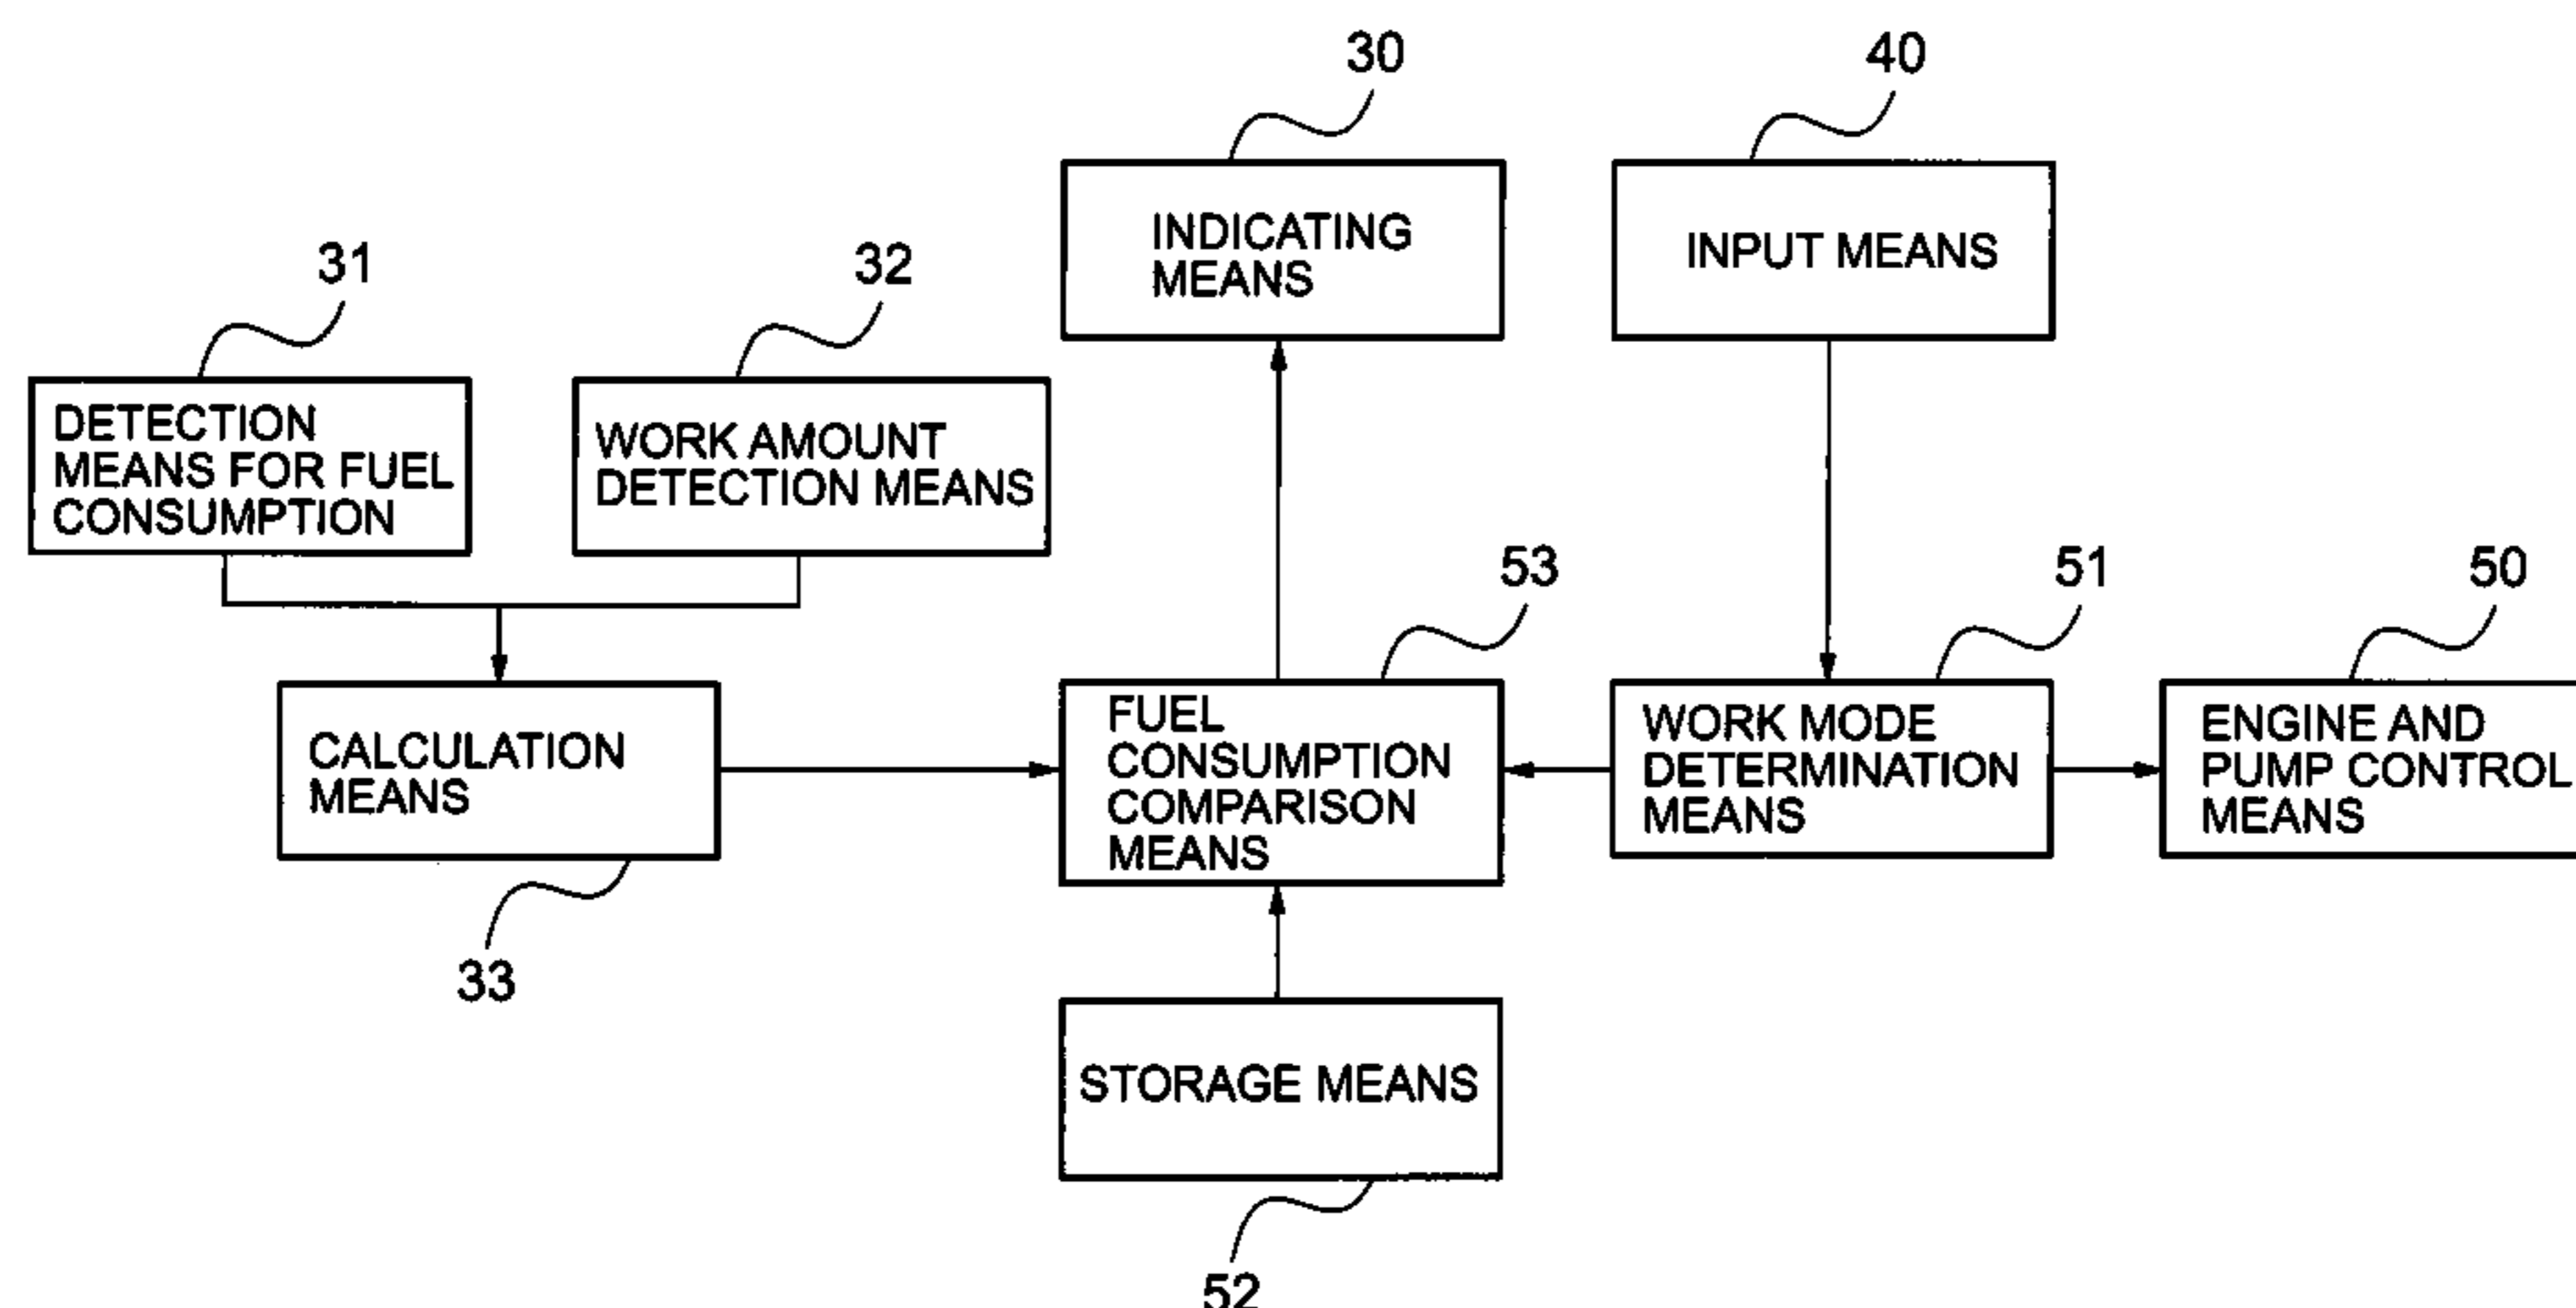 30
40
INDICATING
MEANS
INPUT MEANS
31
32
DETECTION
MEANS FOR FUEL
CONSUMPTION
WORK AMOUNT
DETECTION MEANS
53
51
50
CALCULATION
MEANS
FUEL
CONSUMPTION
COMPARISON
MEANS
WORK MODE
DETERMINATION
MEANS
ENGINE AND
PUMP CONTROL
MEANS
33
STORAGE MEANS
52